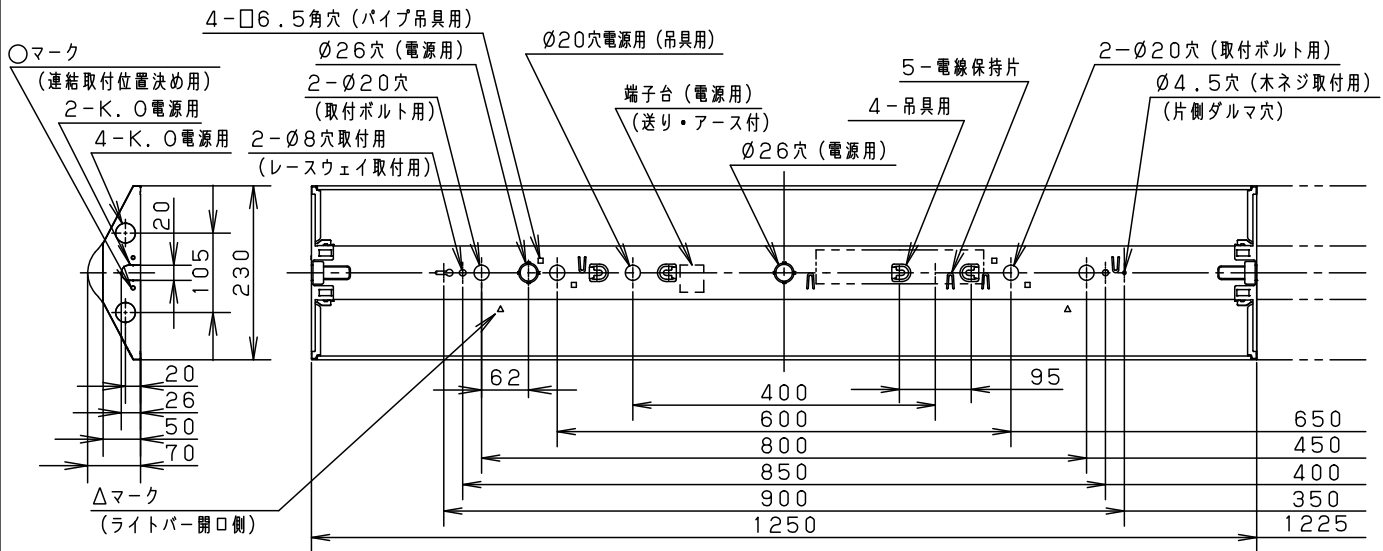 4-□6.5角穴 (パイプ吊具用)
○マーク
(連結取付位置決め用)
2-K.O電源用
4-K.O電源用
Ø26穴 (電源用)
2-Ø20穴
(取付ボルト用)
2-Ø8穴取付用
(レースウェイ取付用)
Ø20穴電源用 (吊具用)
端子台 (電源用)
(送り・アース付)
Ø26穴 (電源用)
5-電線保持片
4-吊具用
2-Ø20穴 (取付ボルト用)
Ø4.5穴 (木ネジ取付用)
(片側ダルマ穴)
20
105
230
20
26
50
70
62
95
400
600
650
800
450
850
400
900
350
1250
1225
△マーク
(ライトバー開口側)